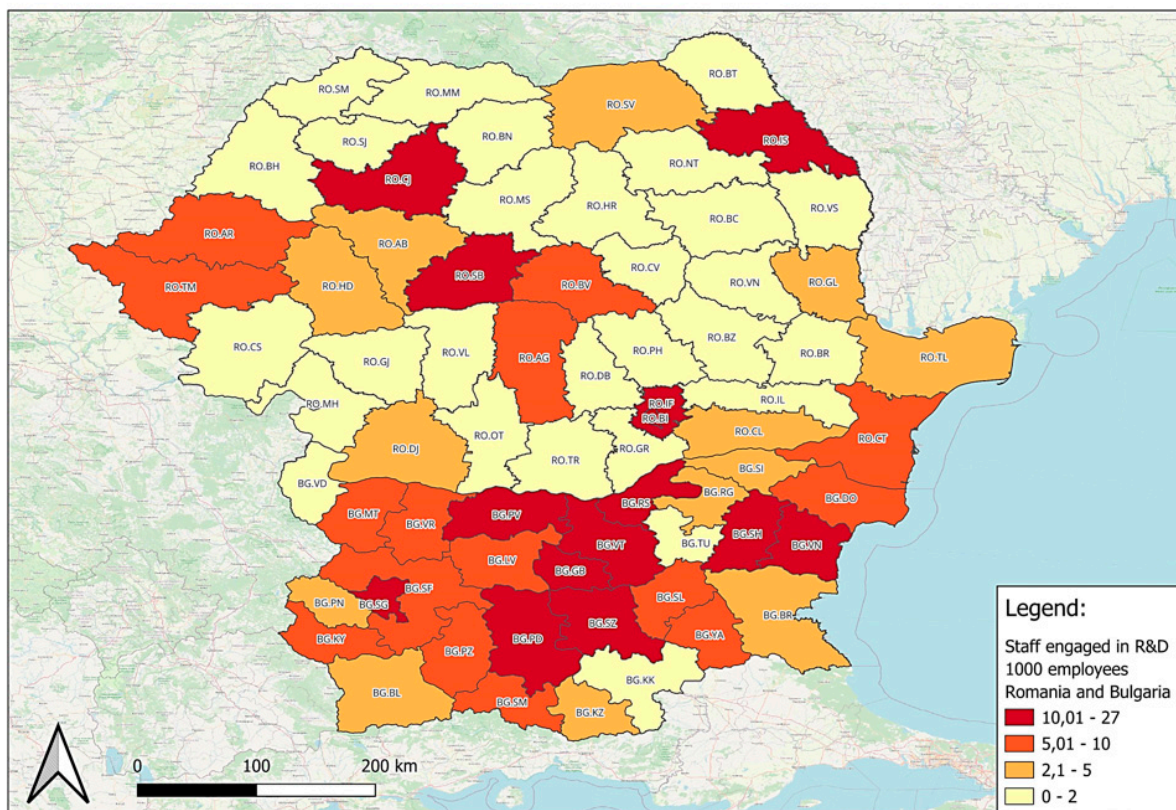 RO.BT
RO.SM
RO.MM
RO.SV
RO.SJ
RO.BN
RO.IS
RO.BH
RO.CJ
RO.NT
RO.MS
RO.HR
RO.VS
RO.BC
RO.AR
RO.AB
RO.SB
RO.CV
RO.TM
RO.HD
RO.BV
RO.VN
RO.GL
RO.CS
RO.GJ
RO.VL
RO.AG
RO.PH
RO.BZ
RO.BR
RO.TL
RO.DB
RO.MH
RO.IF
RO.BI
RO.IL
RO.DJ
RO.OT
RO.TR
RO.GR
RO.CL
RO.CT
BG.VD
BG.SI
BG.MT
BG.VR
BG.PV
BG.RS
BG.RG
BG.DO
BG.VT
BG.TU
BG.SH
BG.VN
BG.LV
BG.GB
BG.PN
BG.SG
BG.SF
BG.SL
BG.BR
BG.KY
BG.PZ
BG.PD
BG.SZ
BG.YA
BG.BL
BG.SM
BG.KK
BG.KZ
Legend:
Staff engaged in R&D
1000 employees
Romania and Bulgaria
10,01 - 27
5,01 - 10
2,1 - 5
0 - 2
0 100 200 km